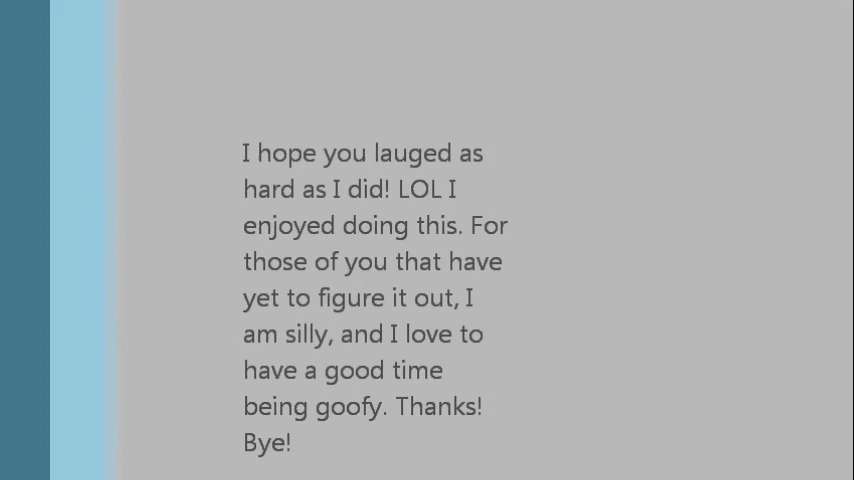 I hope you lauged as
hard as I did! LOL I
enjoyed doing this. For
those of you that have
yet to figure it out, I
am silly, and I love to
have a good time
being goofy. Thanks!
Bye!